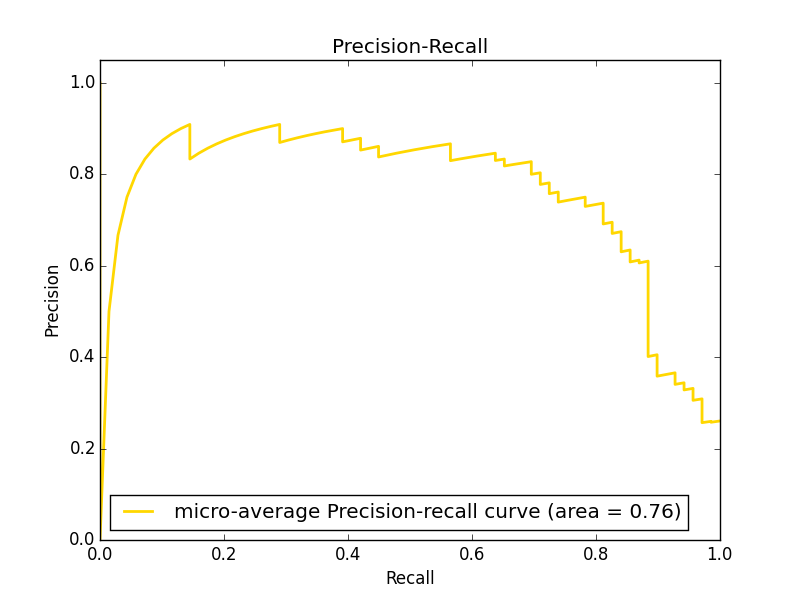 Precision-Recall
1.0
0.8
0.6
0.4
0.2
0.0
Precision
micro-average Precision-recall curve (area = 0.76)
0.0 0.2 0.4 0.6 0.8 1.0
Recall